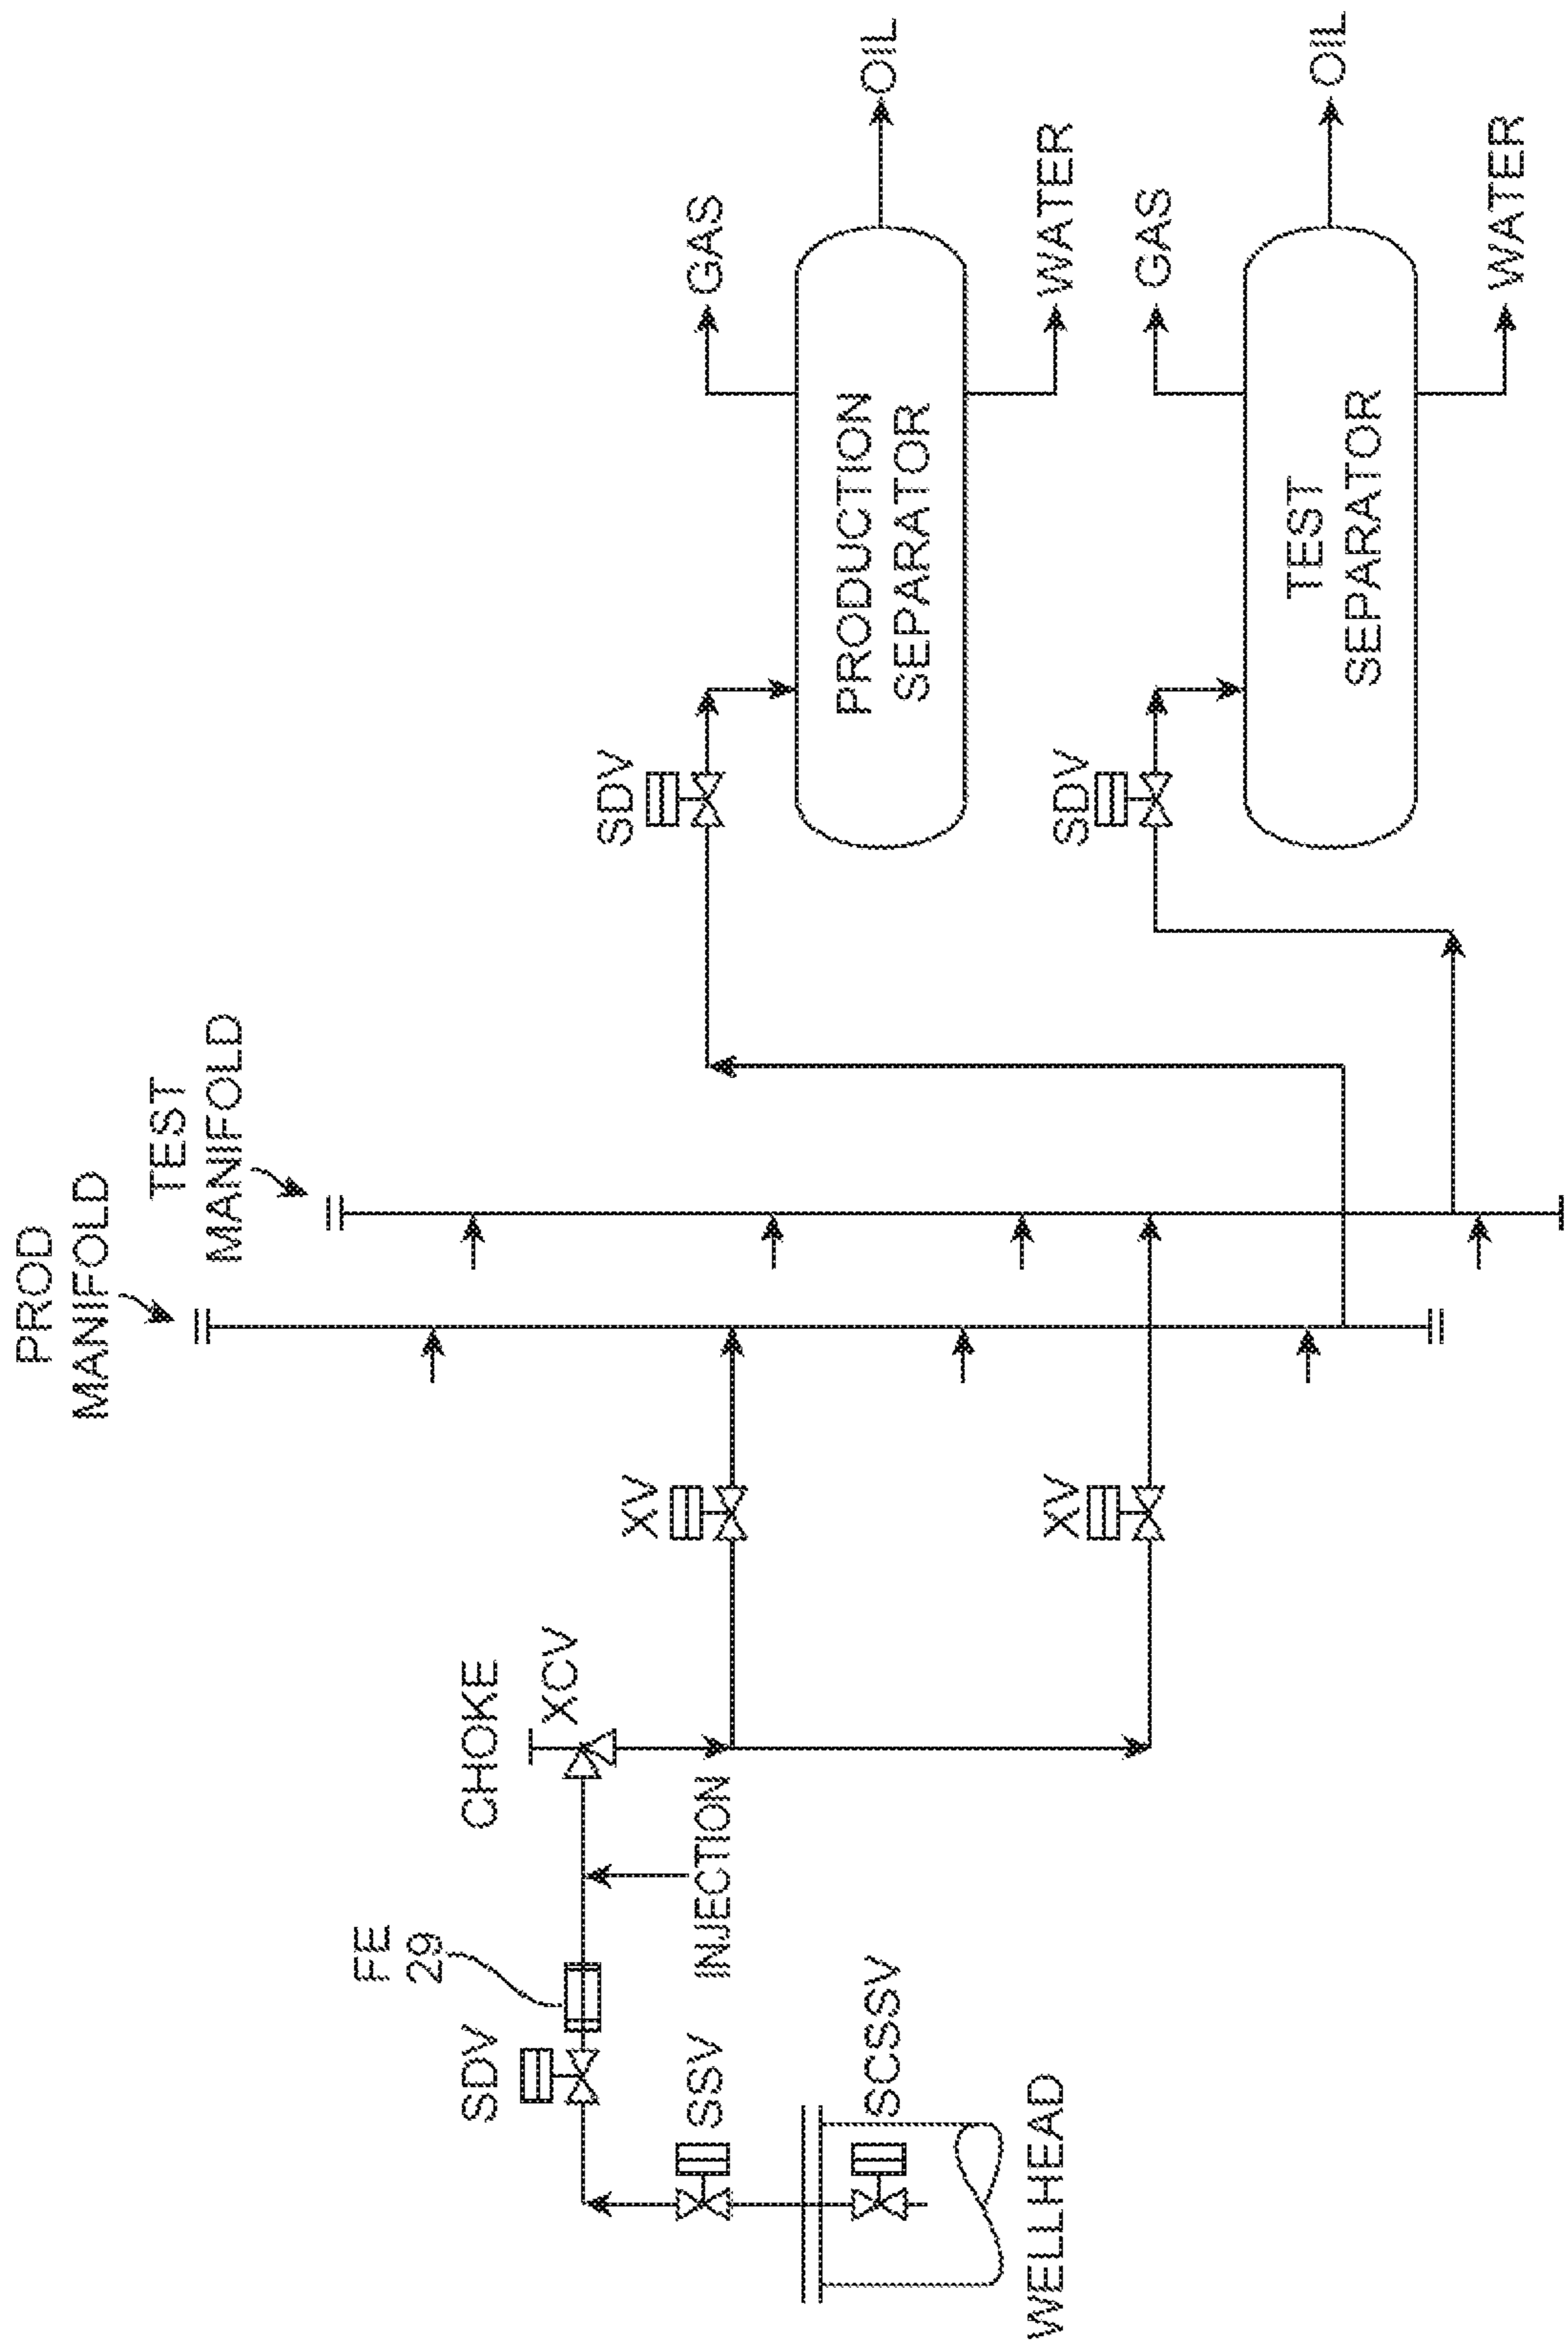 PROD
MANIFOLD
TEST
MANIFOLD
CHOKE
XCV
FE
29
SDV
SSV
SCSSV
WELLHEAD
INJECTION
XV
XV
SDV
PRODUCTION
SEPARATOR
GAS
OIL
WATER
SDV
TEST
SEPARATOR
GAS
OIL
WATER